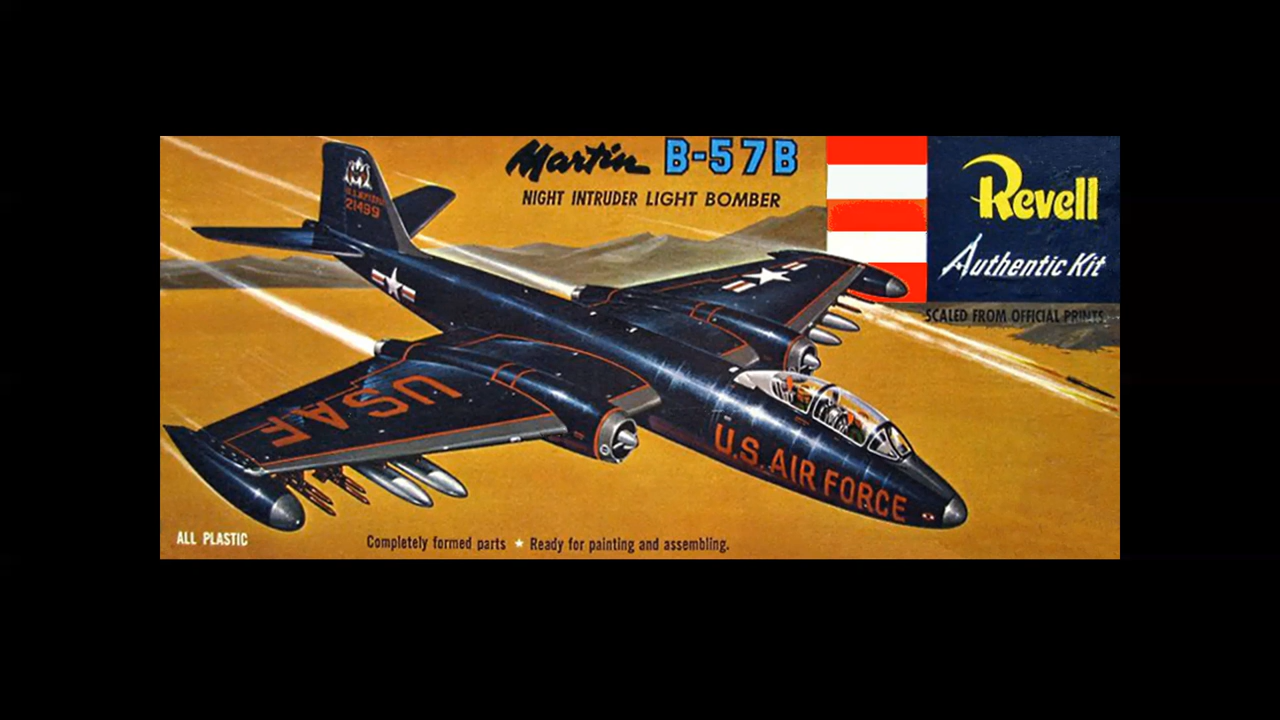 Martin B-57B
NIGHT INTRUDER LIGHT BOMBER
Revell
Authentic Kit
SCALED FROM OFFICIAL PRINTS
21499
USAF
U.S. AIR FORCE
ALL PLASTIC
Completely formed parts ★ Ready for painting and assembling.